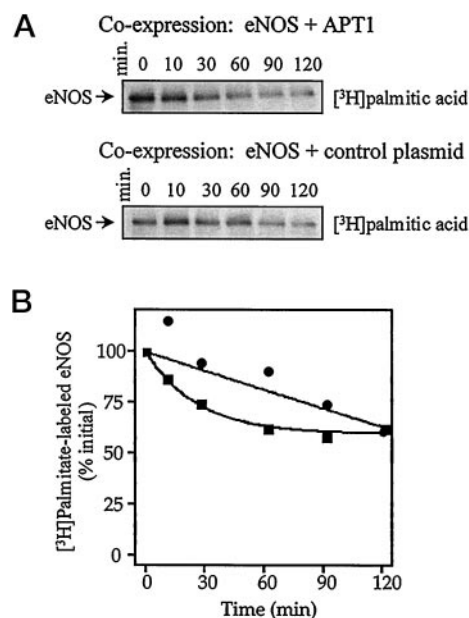 A
Co-expression: eNOS + APT1
min.
0 10 30 60 90 120
eNOS → [³H]palmitic acid
Co-expression: eNOS + control plasmid
min.
0 10 30 60 90 120
eNOS → [³H]palmitic acid
B
[³H]Palmitate-labeled eNOS
(% initial)
100
75
50
25
0
0 30 60 90 120
Time (min)